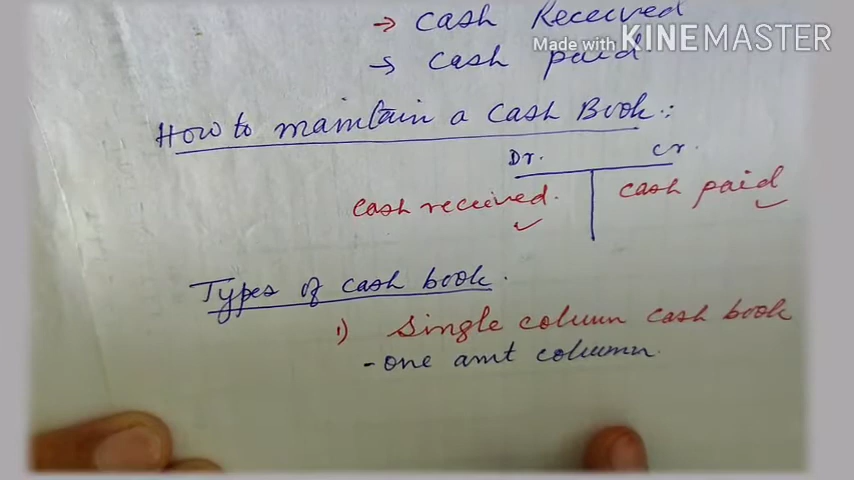 → Cash Received
Made with KINEMASTER
→ Cash paid
How to maintain a Cash Book :
Dr. Cr.
Cash received. Cash paid
Types of cash book.
1) Single column cash book
- one amt column.